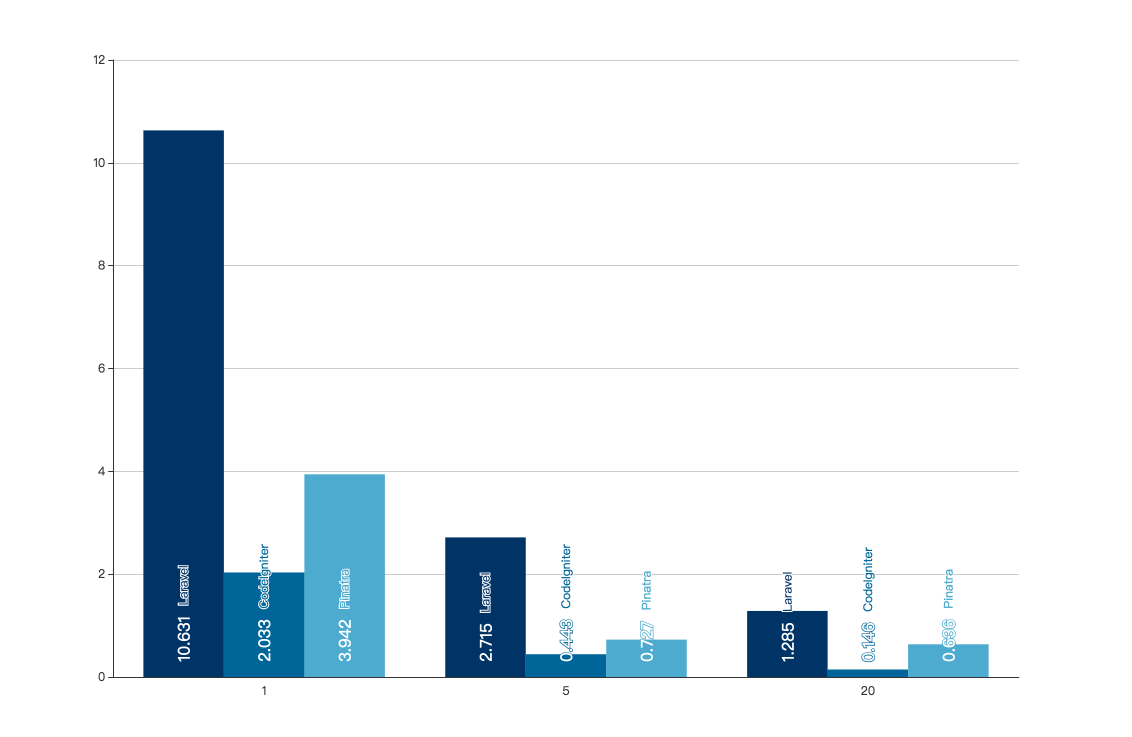 12
10
8
6
4
2
0
10.631 Laravel
2.033 CodeIgniter
3.942 Pinatra
2.715 Laravel
0.443 CodeIgniter
0.727 Pinatra
1.285 Laravel
0.146 CodeIgniter
0.636 Pinatra
1
5
20